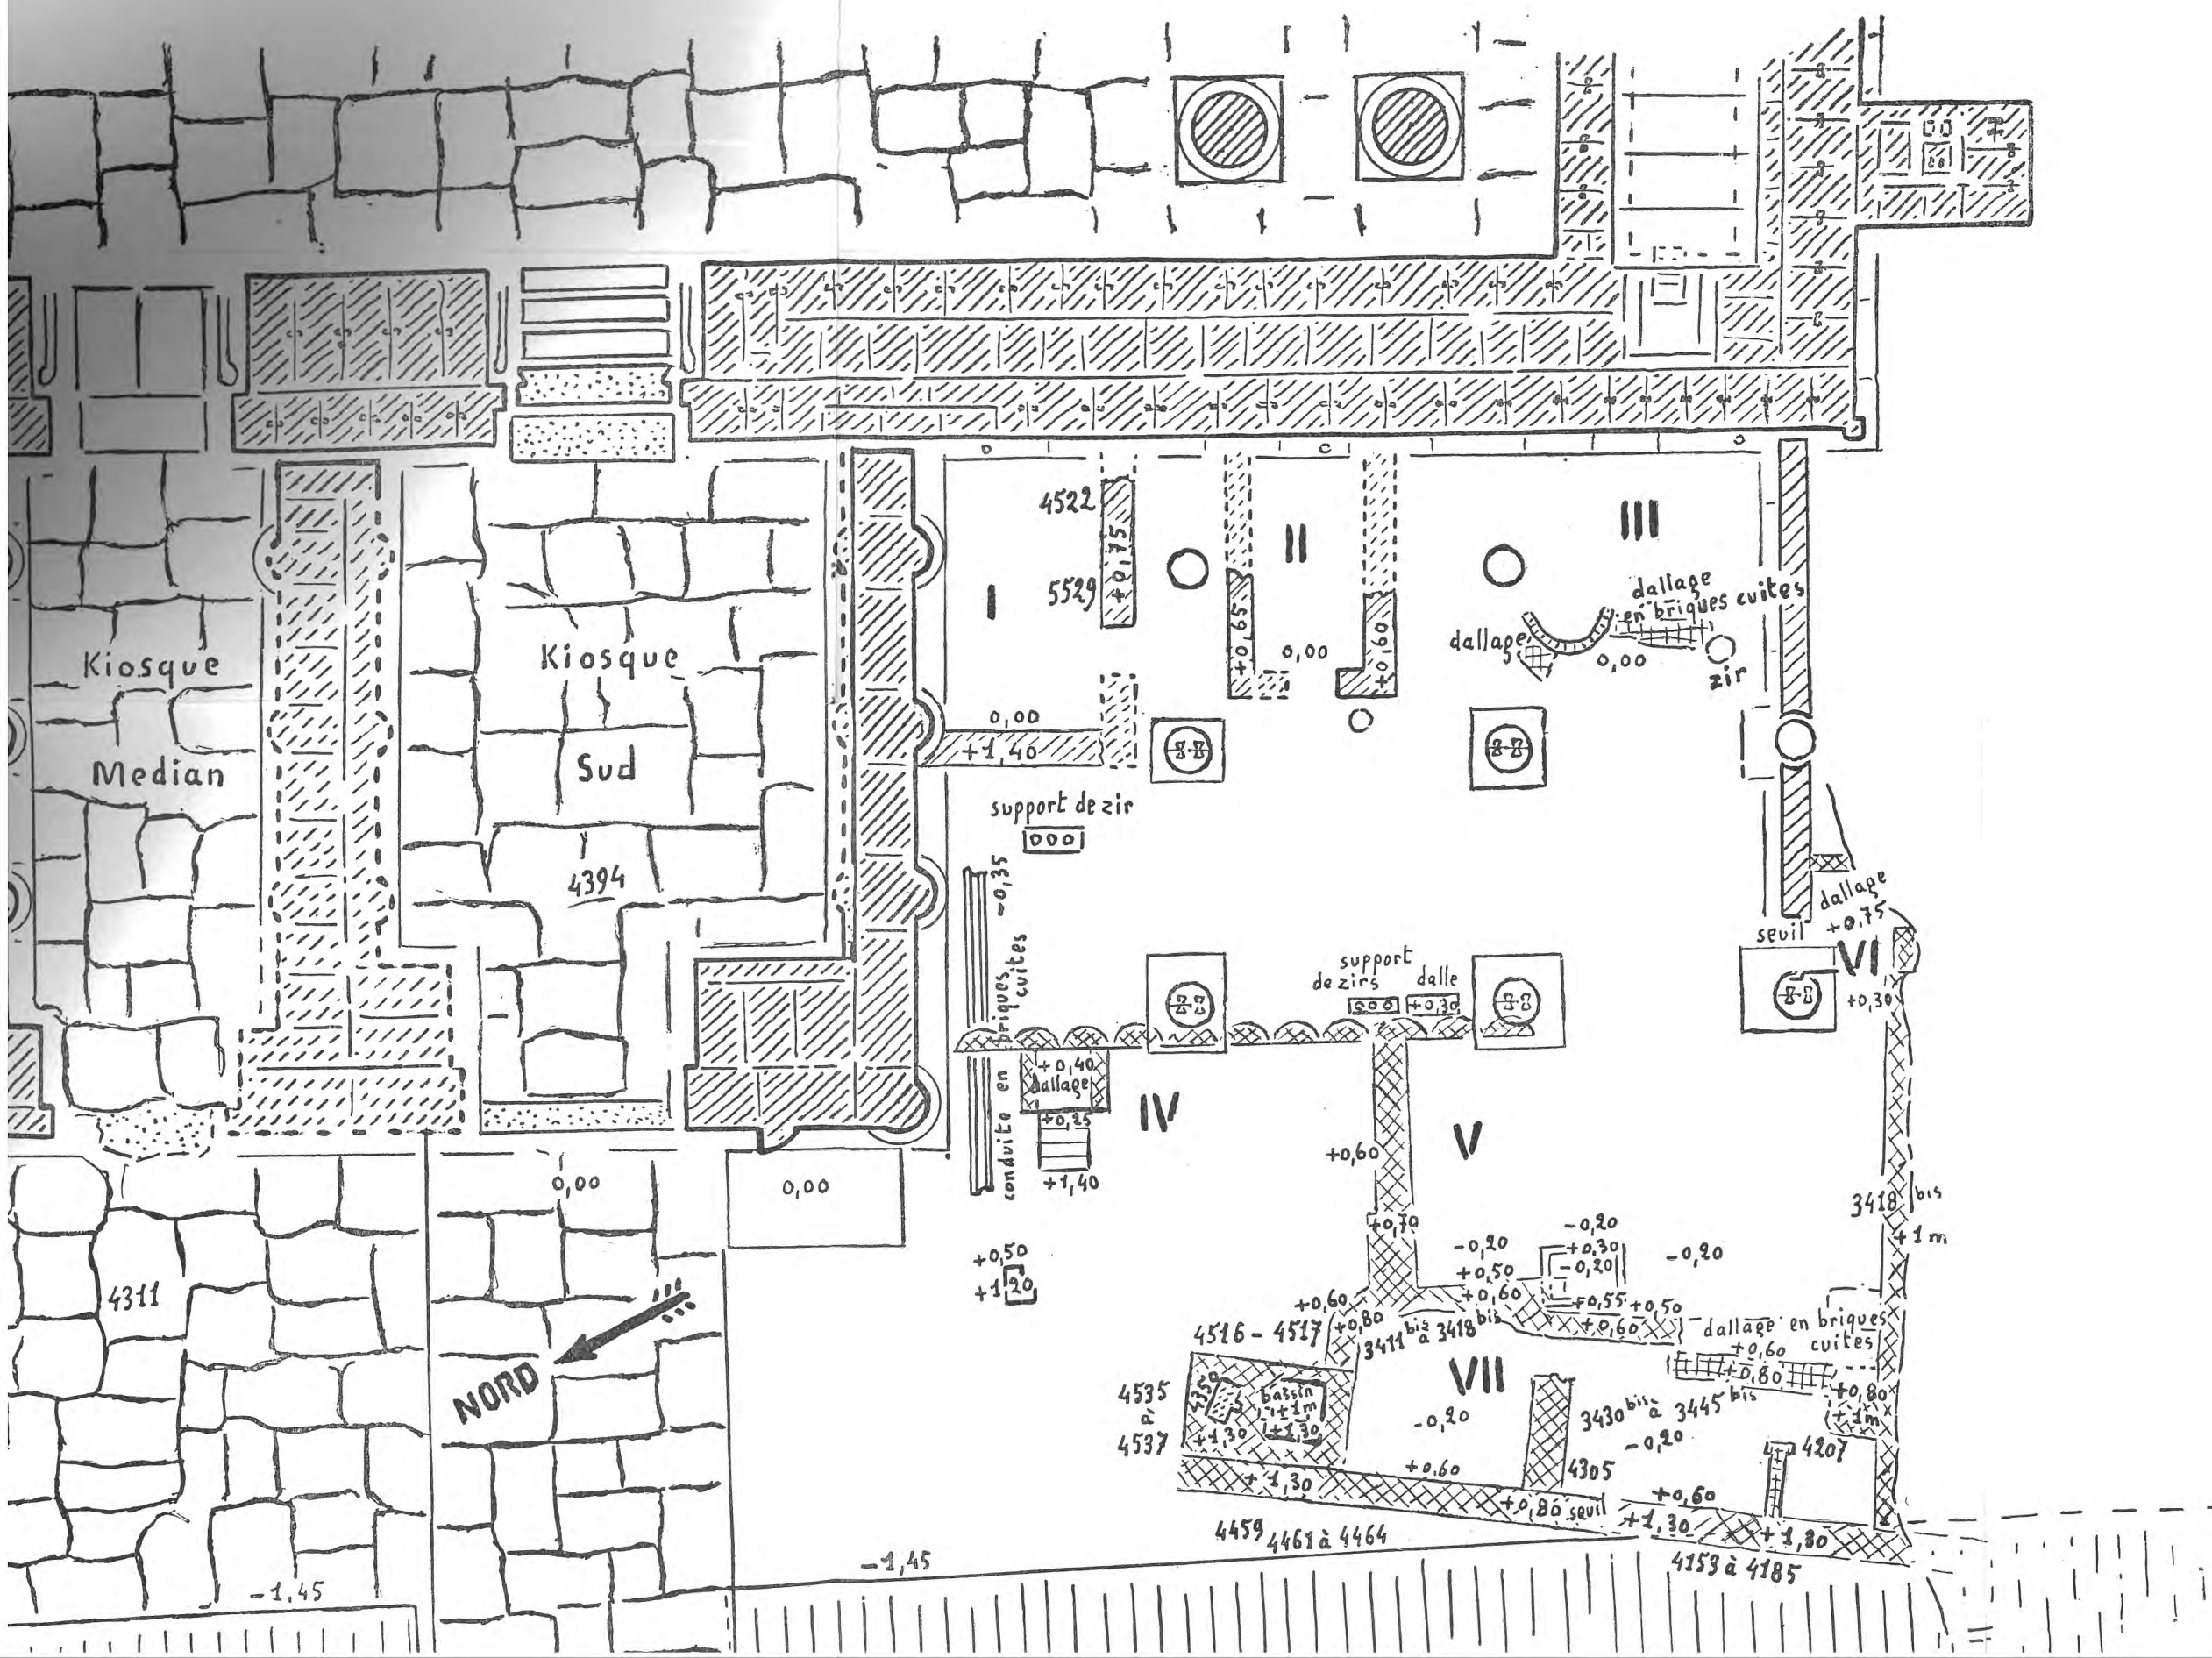 4522
+0,75
5529
I
II
III
+0,65
0,00
+0,60
dallage
en briques cuites
dallage
0,00
zir
Kiosque
Median
Kiosque
Sud
4394
0,00
+1,40
support de zir
-0,35
conduite en briques cuites
support
de zirs
dalle
+0,30
dallage
+0,75
seuil
VI
+0,30
+0,40
dallage
+0,25
+1,40
IV
V
+0,60
+0,70
0,00
0,00
3418 bis
+1m
+0,50
+1,20
-0,20
-0,20
+0,30
-0,20
-0,20
+0,50
+0,60
+0,55
+0,50
+0,60
4311
NORD
+0,60
+0,80
4516-4517
3411 bis à 3418 bis
dallage en briques
cuites
+0,60
+0,80
VII
4535
à
4537
4350
bassin
+1m
+1,30
+1,30
-0,20
3430 bis à 3445 bis
-0,20
+0,80
+1m
4207
+0,60
4305
+1,30
+0,80 seuil
+0,60
+1,30
+1,30
4459
4461 à 4464
4153 à 4185
-1,45
-1,45